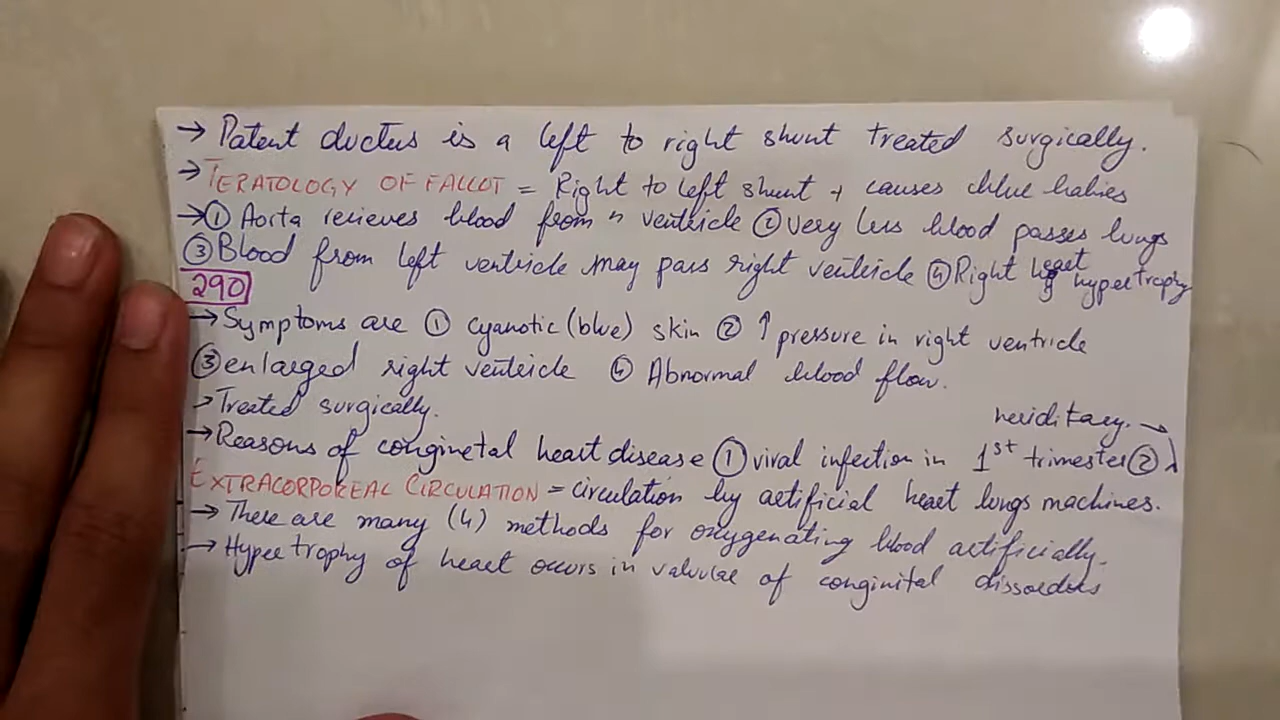 → Patent ductus is a left to right shunt treated surgically.
→ TERATOLOGY OF FALLOT = Right to left shunt + causes blue babies
→ ① Aorta recieves blood from " ventricle ② very less blood passes lungs
③ Blood from left ventricle may pass right ventricle ④ Right heart hypertrophy
290
→ Symptoms are ① cyanotic (blue) skin ② ↑ pressure in right ventricle
③ enlarged right ventricle ④ Abnormal blood flow.
→ Treated surgically.
hereditary. →
→ Reasons of conginetal heart disease ① viral infection in 1st trimester ②
EXTRACORPOREAL CIRCULATION = circulation by artificial heart lungs machines.
→ There are many (4) methods for oxygenating blood artificially.
→ Hypertrophy of heart occurs in valvular of conginital dissorders